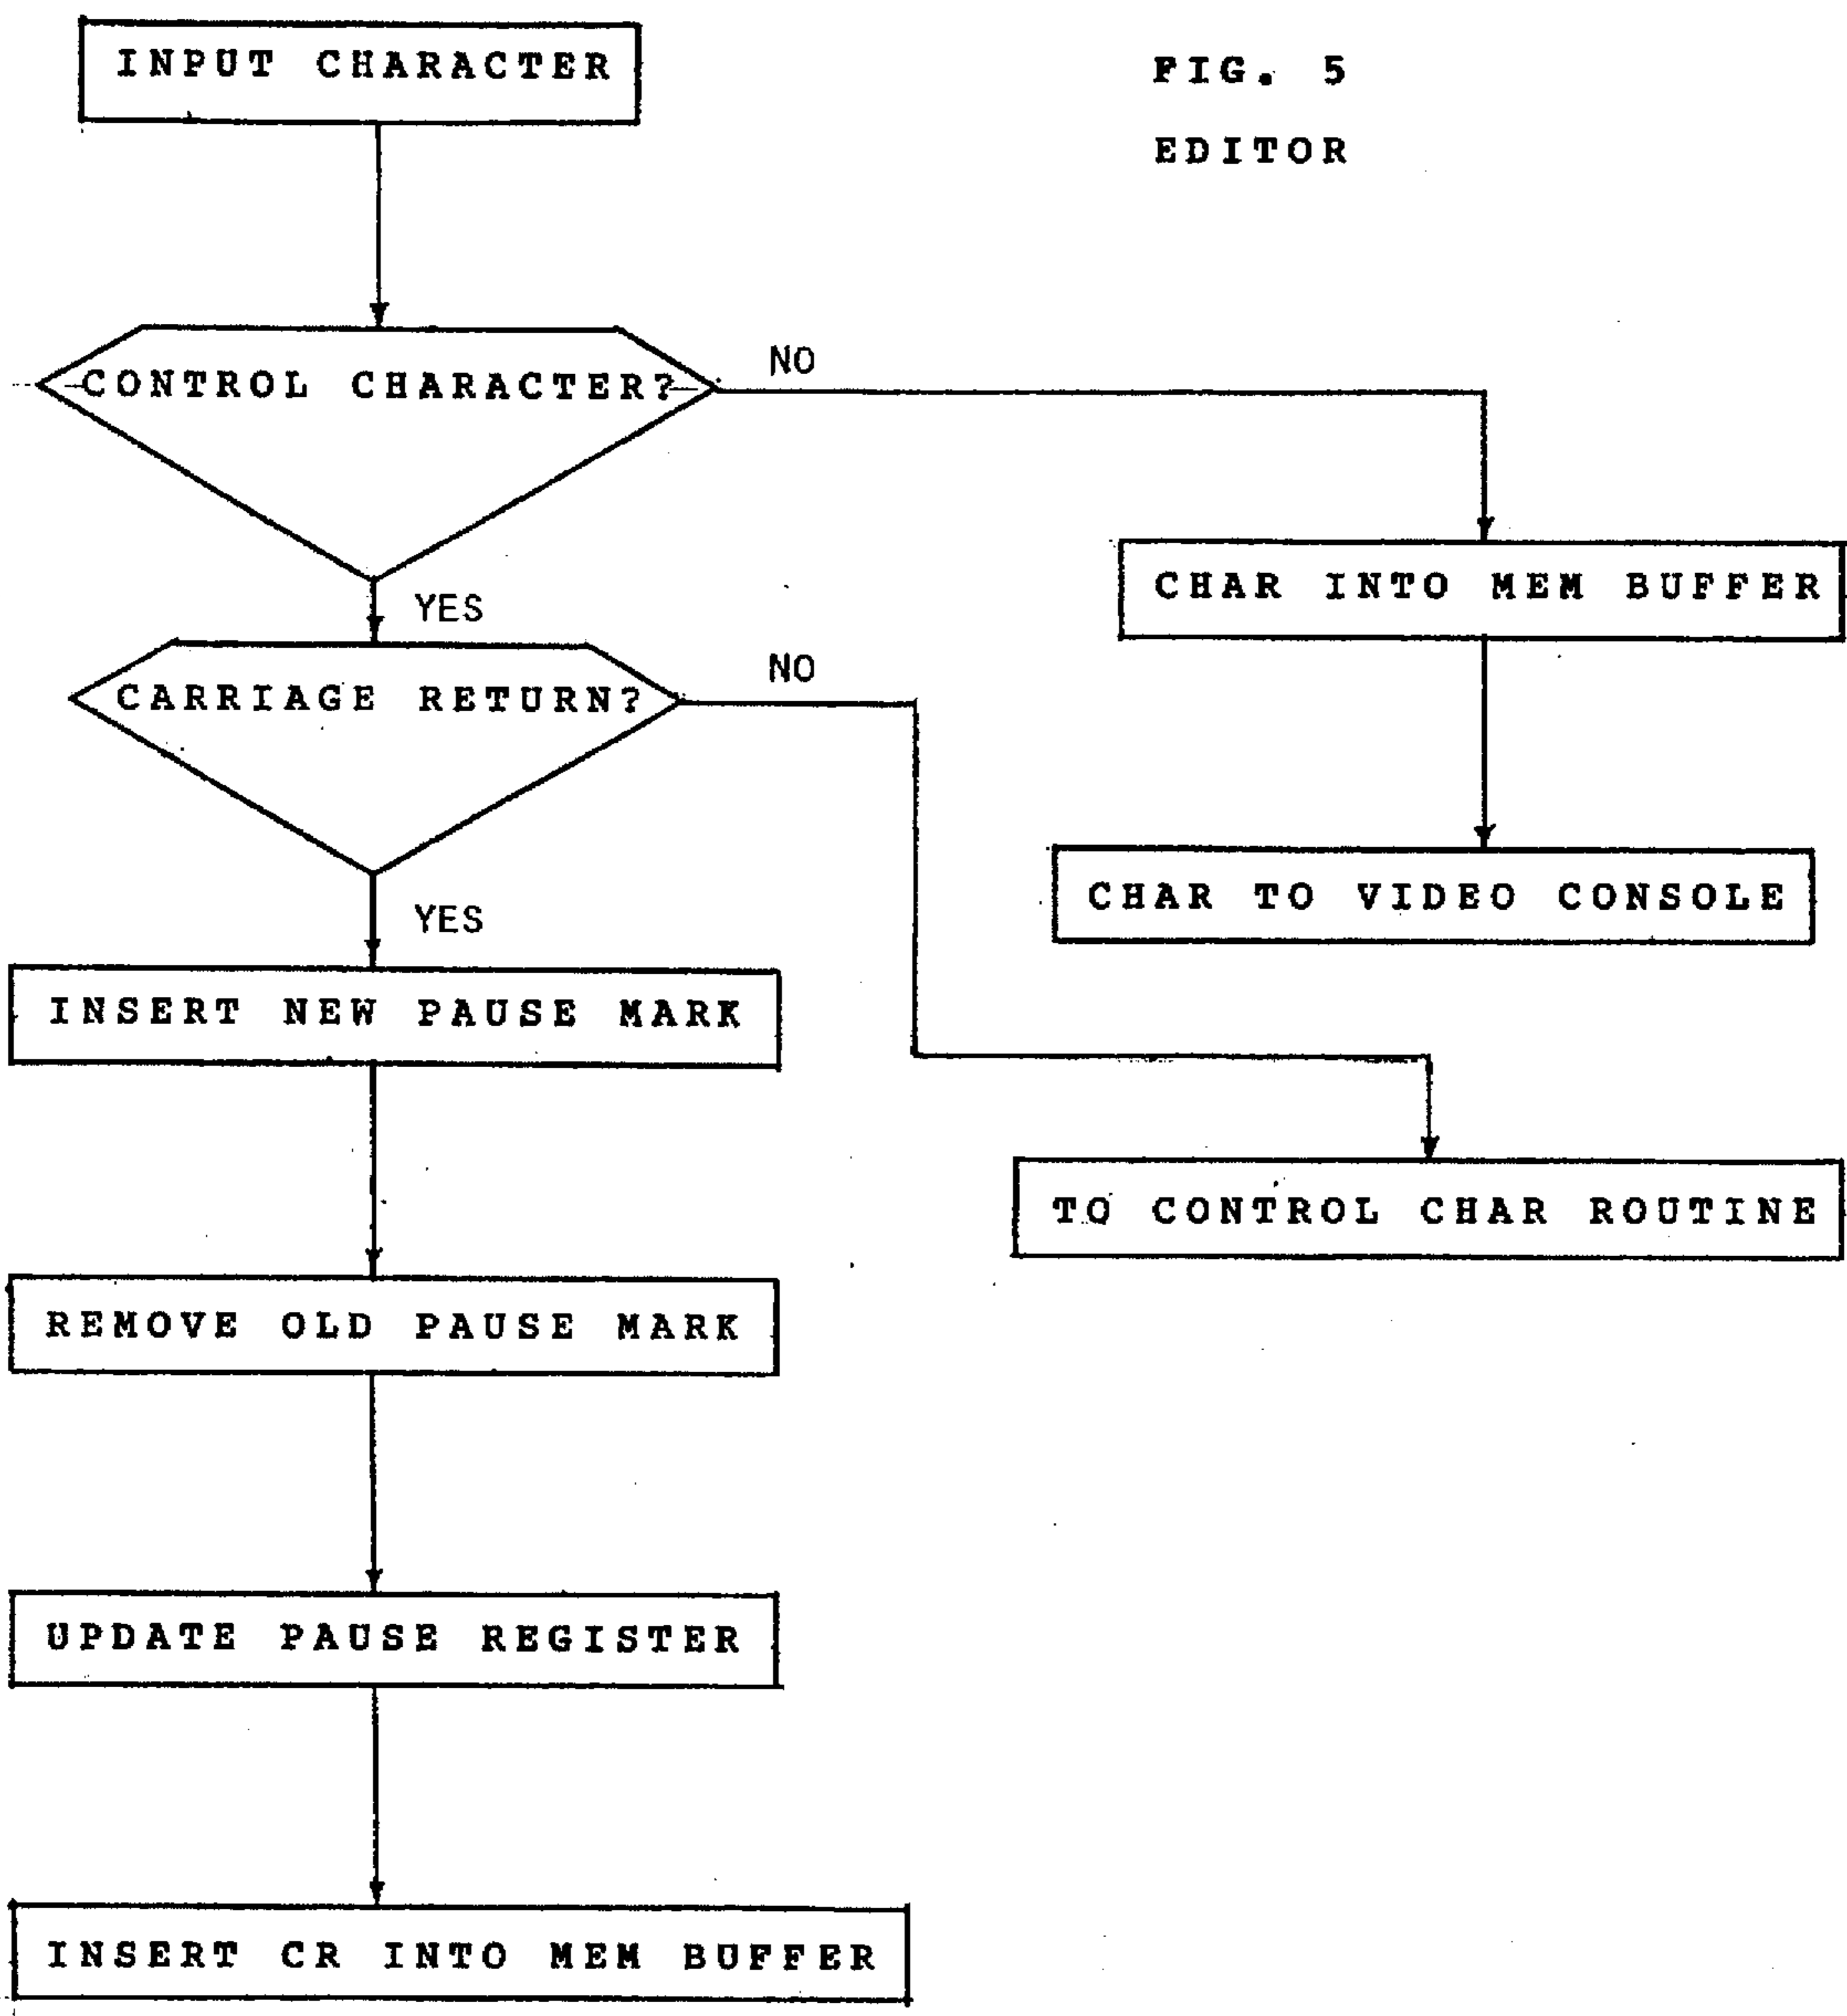 INPUT CHARACTER
FIG. 5
EDITOR
CONTROL CHARACTER?
NO
YES
CHAR INTO MEM BUFFER
CARRIAGE RETURN?
NO
YES
CHAR TO VIDEO CONSOLE
INSERT NEW PAUSE MARK
TO CONTROL CHAR ROUTINE
REMOVE OLD PAUSE MARK
UPDATE PAUSE REGISTER
INSERT CR INTO MEM BUFFER